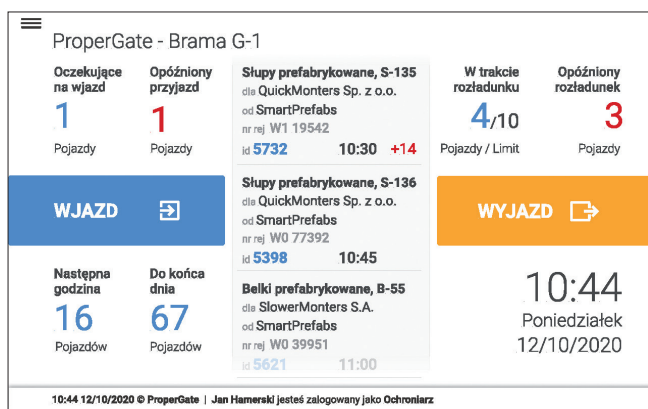 ProperGate - Brama G-1
Oczekujące
na wjazd
1
Pojazdy
Opóźniony
przyjazd
1
Pojazdy
WJAZD
Następna
godzina
16
Pojazdów
Do końca
dnia
67
Pojazdów
Słupy prefabrykowane, S-135
dla QuickMonters Sp. z o.o.
od SmartPrefabs
nr rej W1 19542
id 5732 10:30 +14
Słupy prefabrykowane, S-136
dla QuickMonters Sp. z o.o.
od SmartPrefabs
nr rej W0 77392
id 5398 10:45
Belki prefabrykowane, B-55
dla SlowerMonters S.A.
od SmartPrefabs
nr rej W0 39951
id 5621 11:00
W trakcie
rozładunku
4/10
Pojazdy / Limit
Opóźniony
rozładunek
3
Pojazdy
WYJAZD
10:44
Poniedziałek
12/10/2020
10:44 12/10/2020 © ProperGate | Jan Hamerski jesteś zalogowany jako Ochroniarz